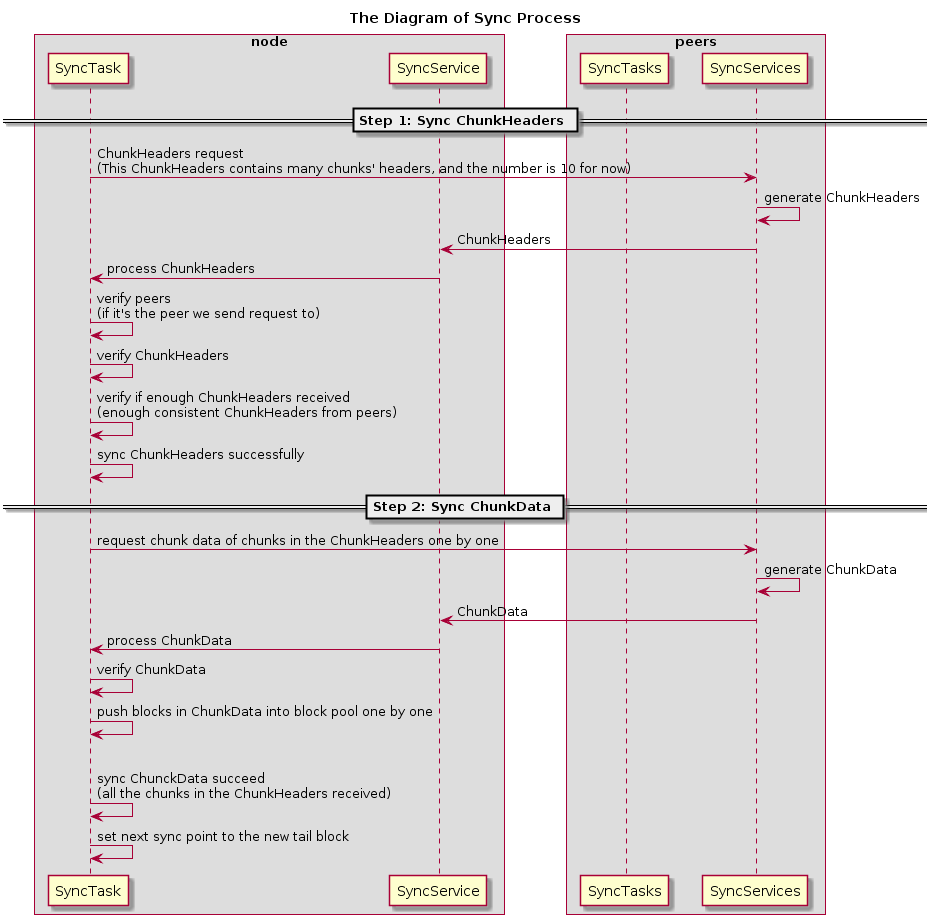 The Diagram of Sync Process
node
peers
SyncTask
SyncService
SyncTasks
SyncServices
Step 1: Sync ChunkHeaders
ChunkHeaders request
(This ChunkHeaders contains many chunks' headers, and the number is 10 for now)
generate ChunkHeaders
ChunkHeaders
process ChunkHeaders
verify peers
(if it's the peer we send request to)
verify ChunkHeaders
verify if enough ChunkHeaders received
(enough consistent ChunkHeaders from peers)
sync ChunkHeaders successfully
Step 2: Sync ChunkData
request chunk data of chunks in the ChunkHeaders one by one
generate ChunkData
ChunkData
process ChunkData
verify ChunkData
push blocks in ChunkData into block pool one by one
sync ChunckData succeed
(all the chunks in the ChunkHeaders received)
set next sync point to the new tail block
SyncTask
SyncService
SyncTasks
SyncServices